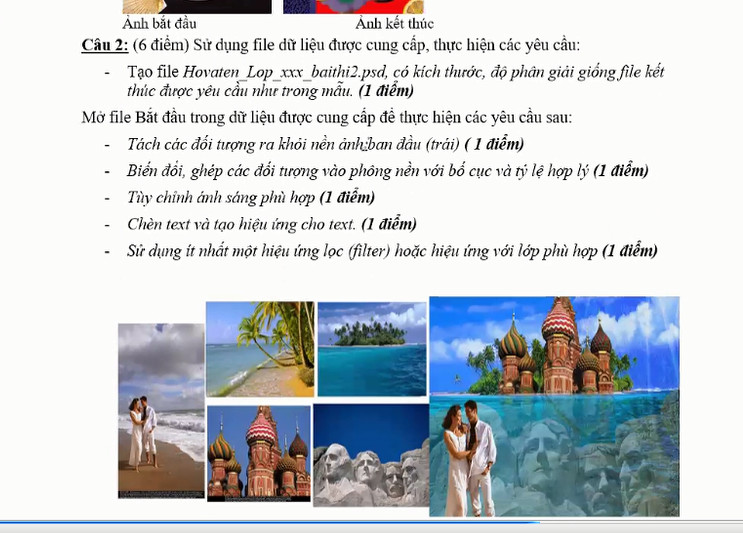 Ảnh bắt đầu Ảnh kết thúc
Câu 2: (6 điểm) Sử dụng file dữ liệu được cung cấp, thực hiện các yêu cầu:
- Tạo file Hovaten_Lop_xxx_baithi2.psd, có kích thước, độ phân giải giống file kết
thúc được yêu cầu như trong mẫu. (1 điểm)
Mở file Bắt đầu trong dữ liệu được cung cấp để thực hiện các yêu cầu sau:
- Tách các đối tượng ra khỏi nền ảnh ban đầu (trái) ( 1 điểm)
- Biến đổi, ghép các đối tượng vào phông nền với bố cục và tỷ lệ hợp lý (1 điểm)
- Tùy chỉnh ánh sáng phù hợp (1 điểm)
- Chèn text và tạo hiệu ứng cho text. (1 điểm)
- Sử dụng ít nhất một hiệu ứng lọc (filter) hoặc hiệu ứng với lớp phù hợp (1 điểm)